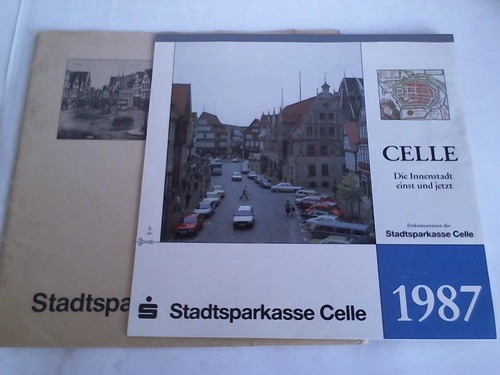 CELLE
Die Innenstadt
einst und jetzt
Dokumentation der
Stadtsparkasse Celle
1987
Stadtsparkasse Celle
Stadtspa